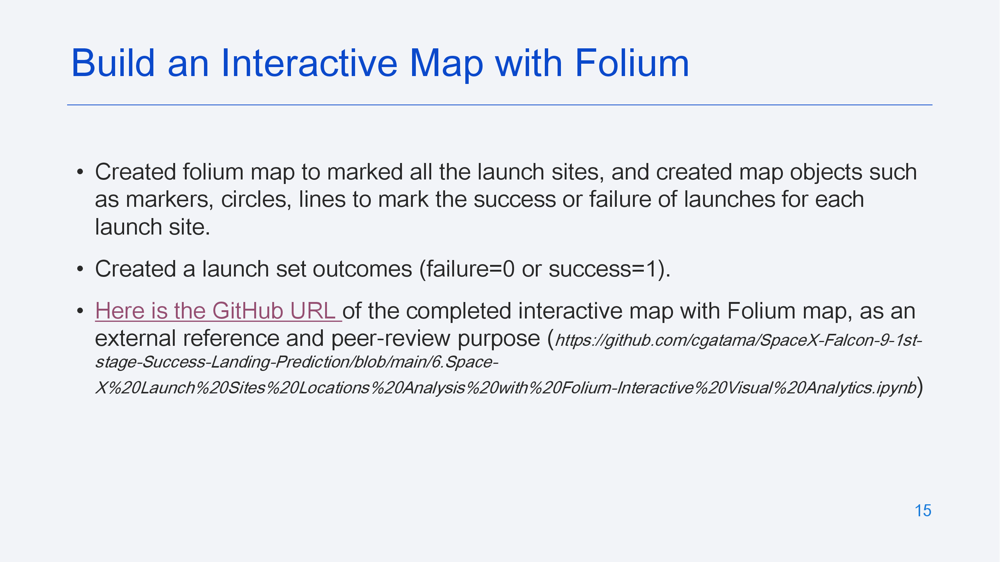 Build an Interactive Map with Folium
• Created folium map to marked all the launch sites, and created map objects such
as markers, circles, lines to mark the success or failure of launches for each
launch site.
• Created a launch set outcomes (failure=0 or success=1).
• Here is the GitHub URL of the completed interactive map with Folium map, as an
external reference and peer-review purpose (https://github.com/cgatama/SpaceX-Falcon-9-1st-
stage-Success-Landing-Prediction/blob/main/6.Space-
X%20Launch%20Sites%20Locations%20Analysis%20with%20Folium-Interactive%20Visual%20Analytics.ipynb)
15